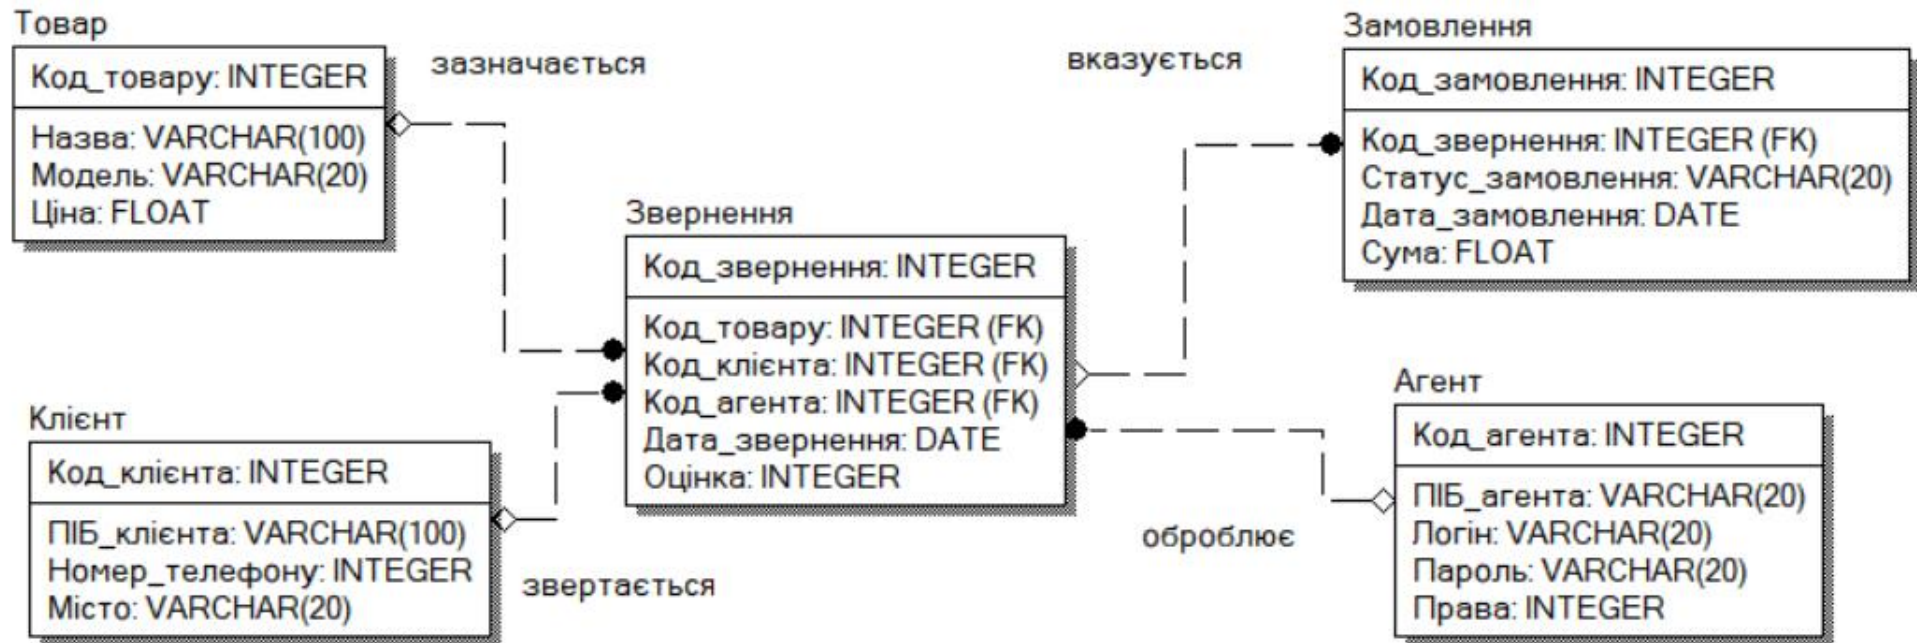 Товар
Код_товару: INTEGER
Назва: VARCHAR(100)
Модель: VARCHAR(20)
Ціна: FLOAT
зазначається
вказується
Замовлення
Код_замовлення: INTEGER
Код_звернення: INTEGER (FK)
Статус_замовлення: VARCHAR(20)
Дата_замовлення: DATE
Сума: FLOAT
Звернення
Код_звернення: INTEGER
Код_товару: INTEGER (FK)
Код_клієнта: INTEGER (FK)
Код_агента: INTEGER (FK)
Дата_звернення: DATE
Оцінка: INTEGER
Клієнт
Код_клієнта: INTEGER
ПІБ_клієнта: VARCHAR(100)
Номер_телефону: INTEGER
Місто: VARCHAR(20)
звертається
оброблює
Агент
Код_агента: INTEGER
ПІБ_агента: VARCHAR(20)
Логін: VARCHAR(20)
Пароль: VARCHAR(20)
Права: INTEGER